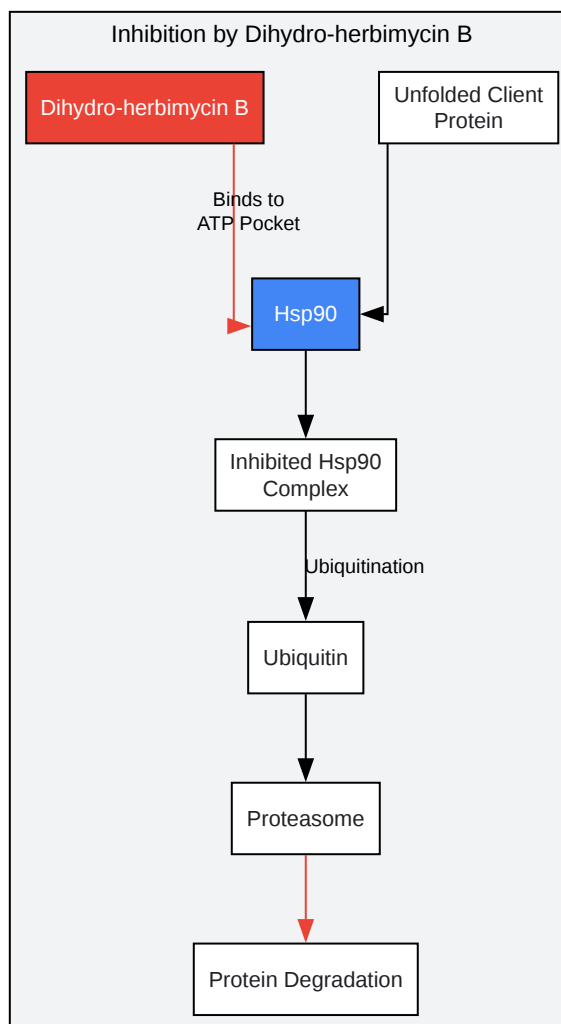 Inhibition by Dihydro-herbimycin B
Dihydro-herbimycin B
Unfolded Client
Protein
Binds to
ATP Pocket
Hsp90
Inhibited Hsp90
Complex
Ubiquitination
Ubiquitin
Proteasome
Protein Degradation